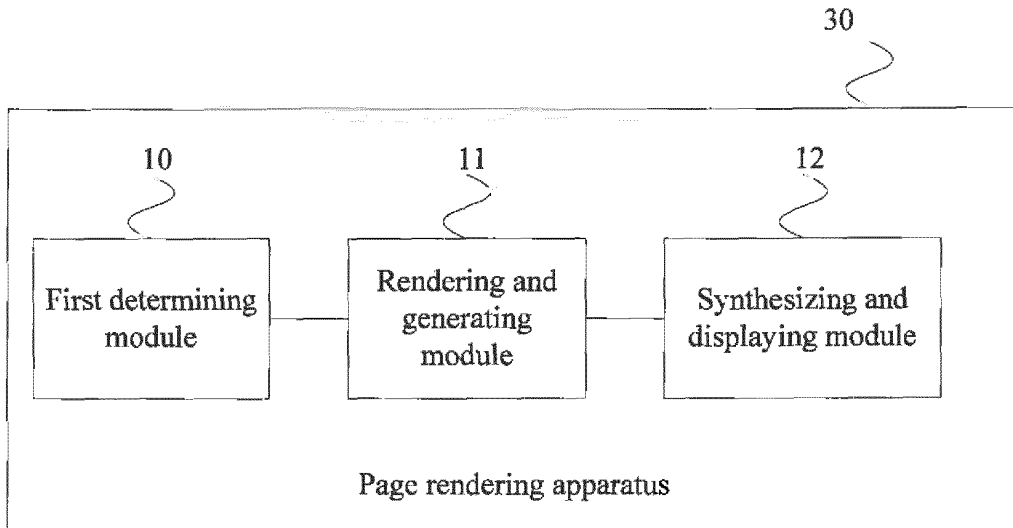 30
10
11
12
First determining
module
Rendering and
generating
module
Synthesizing and
displaying module
Page rendering apparatus